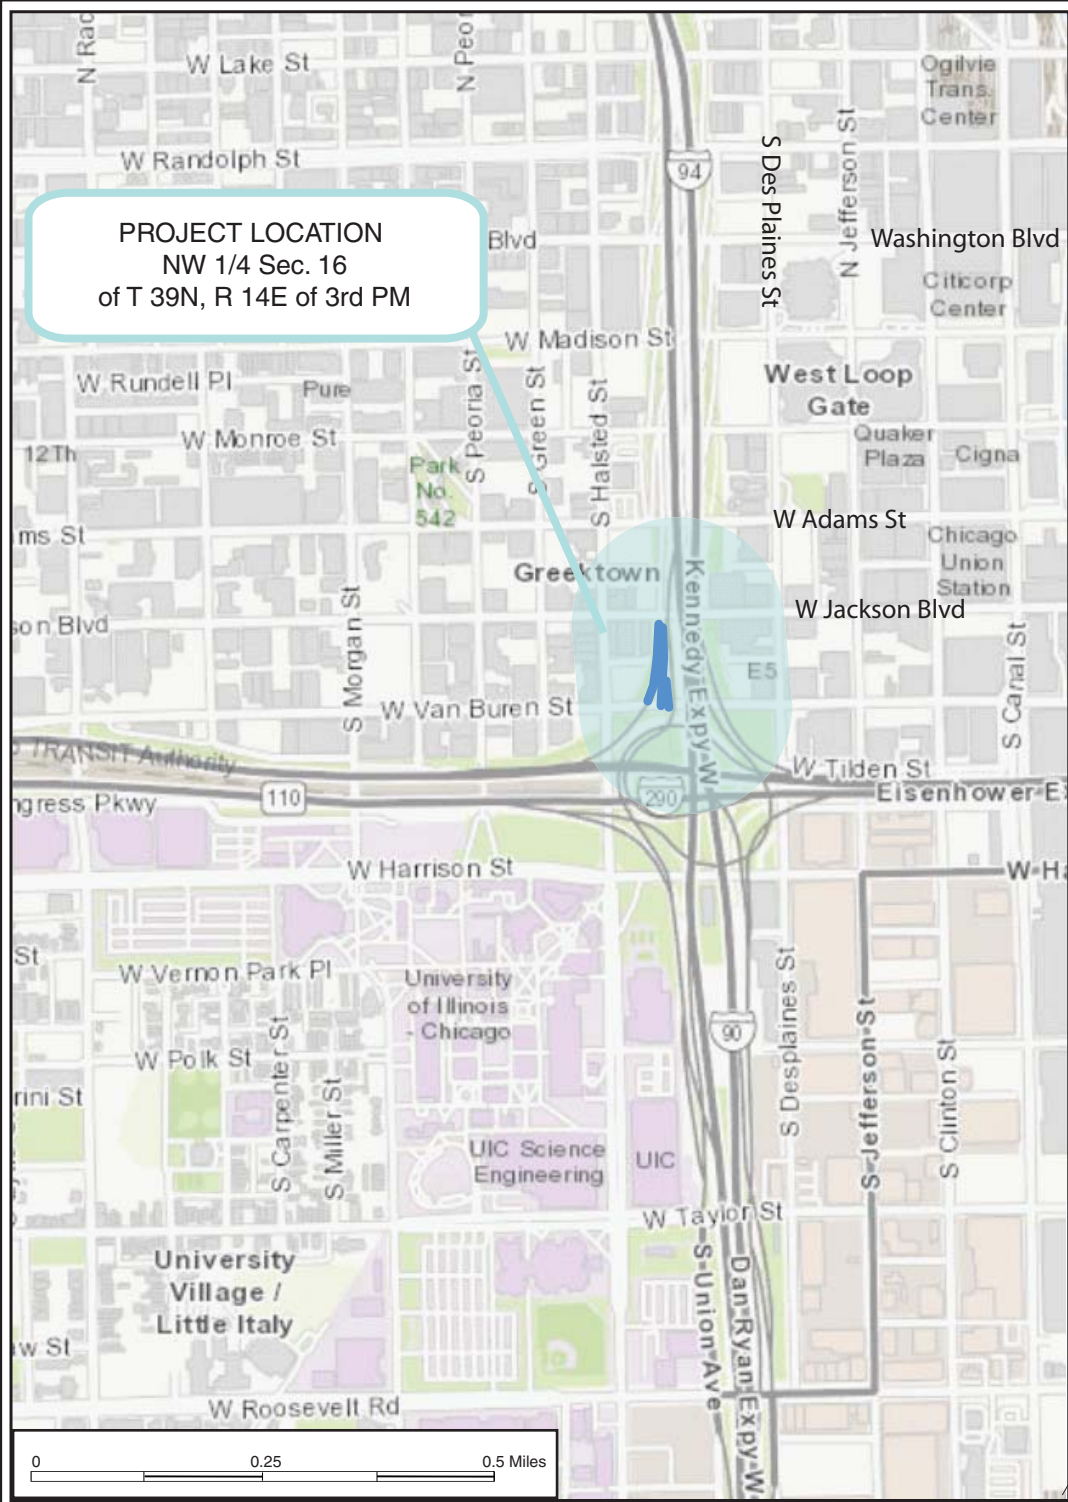 N Rac
W Lake St
N Peor
Ogilvie
Trans.
Center
W Randolph St
94
S Des Plaines St
N Jefferson St
PROJECT LOCATION
NW 1/4 Sec. 16
of T 39N, R 14E of 3rd PM
Blvd
Washington Blvd
Citicorp
Center
W Madison St
W Rundell Pl
Pure
S Peoria St
S Green St
S Halsted St
West Loop
Gate
W Monroe St
12Th
Quaker
Plaza
Cigna
Park
No.
542
W Adams St
ms St
Chicago
Union
Station
Greektown
Kennedy Expy W
W Jackson Blvd
son Blvd
S Morgan St
E5
S Canal St
W Van Buren St
TRANSIT Authority
W Tilden St
ngress Pkwy
110
290
Eisenhower E
W Harrison St
W Ha
St
W Vernon Park Pl
University
of Illinois
- Chicago
S Desplaines St
90
S Jefferson St
W Polk St
S Carpenter St
S Miller St
S Clinton St
rini St
UIC Science
Engineering
UIC
W Taylor St
University
Village /
Little Italy
S Union Ave
Dan Ryan Expy W
aw St
W Roosevelt Rd
0 0.25 0.5 Miles